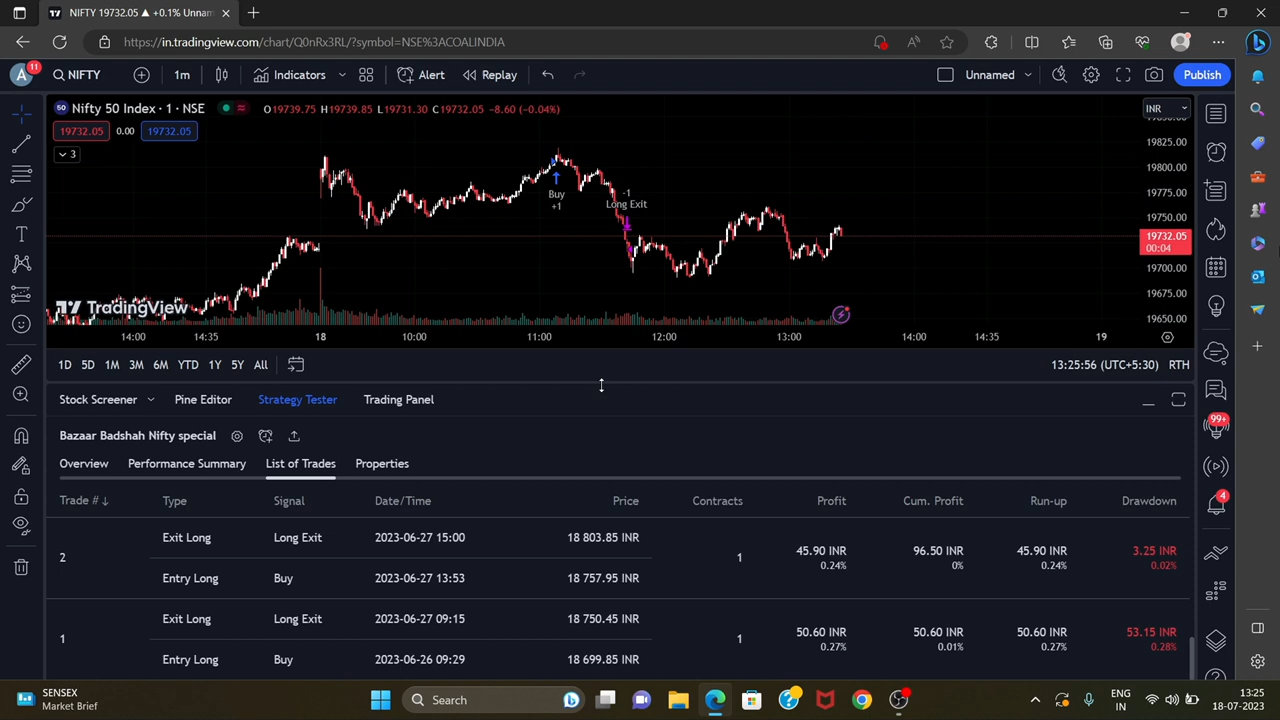 NIFTY 19732.05 ▲ +0.1% Unnam
https://in.tradingview.com/chart/Q0nRx3RL/?symbol=NSE%3ACOALINDIA
A 11 NIFTY 1m Indicators Alert Replay Unnamed Publish
50 Nifty 50 Index · 1 · NSE O19739.75 H19739.85 L19731.30 C19732.05 −8.60 (−0.04%) INR
19732.05 0.00 19732.05
3
19825.00
19800.00
19775.00
19750.00
19732.05
00:04
19700.00
19675.00
19650.00
Buy
+1
-1
Long Exit
TradingView
14:00 14:35 18 10:00 11:00 12:00 13:00 14:00 14:35 19
1D 5D 1M 3M 6M YTD 1Y 5Y All 13:25:56 (UTC+5:30) RTH
Stock Screener Pine Editor Strategy Tester Trading Panel
99+
Bazaar Badshah Nifty special
Overview Performance Summary List of Trades Properties
4
Trade # ↓ Type Signal Date/Time Price Contracts Profit Cum. Profit Run-up Drawdown
2 Exit Long Long Exit 2023-06-27 15:00 18 803.85 INR 1 45.90 INR 96.50 INR 45.90 INR 3.25 INR
0.24% 0% 0.24% 0.02%
Entry Long Buy 2023-06-27 13:53 18 757.95 INR
1 Exit Long Long Exit 2023-06-27 09:15 18 750.45 INR 1 50.60 INR 50.60 INR 50.60 INR 53.15 INR
0.27% 0.01% 0.27% 0.28%
Entry Long Buy 2023-06-26 09:29 18 699.85 INR
SENSEX
Market Brief
Search
ENG
IN
13:25
18-07-2023